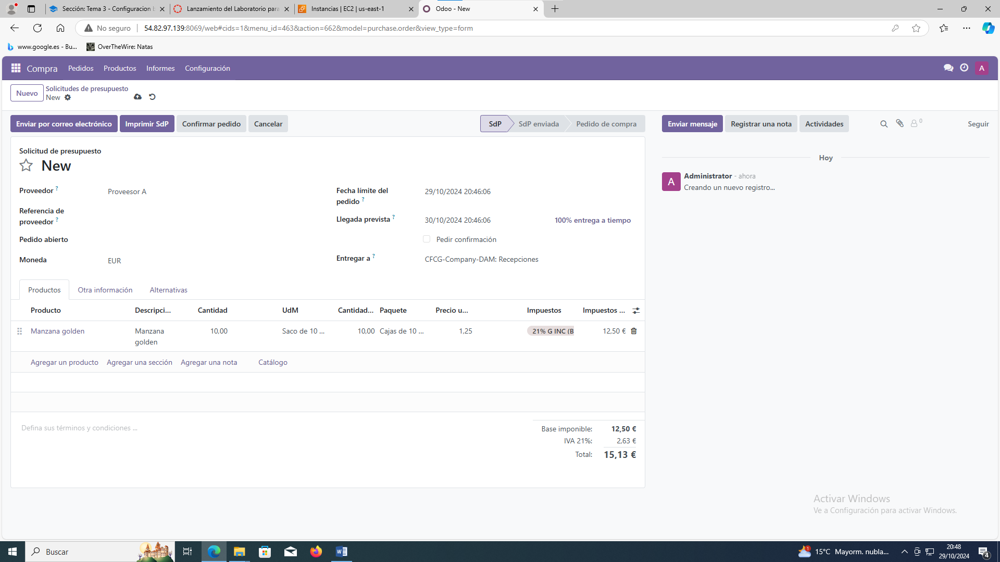 Sección: Tema 3 - Configuracion b
Lanzamiento del Laboratorio para
Instancias | EC2 | us-east-1
Odoo - New
No seguro
54.82.97.139:8069/web#cids=1&menu_id=463&action=662&model=purchase.order&view_type=form
www.google.es - Bu...
OverTheWire: Natas
Compra
Pedidos
Productos
Informes
Configuración
A
Nuevo
Solicitudes de presupuesto
New
Enviar por correo electrónico
Imprimir SdP
Confirmar pedido
Cancelar
SdP
SdP enviada
Pedido de compra
Enviar mensaje
Registrar una nota
Actividades
0
Seguir
Solicitud de presupuesto
New
Proveedor ?
Proveesor A
Referencia de
proveedor ?
Pedido abierto
Moneda
EUR
Fecha límite del
pedido ?
29/10/2024 20:46:06
Llegada prevista ?
30/10/2024 20:46:06
100% entrega a tiempo
Pedir confirmación
Entregar a ?
CFCG-Company-DAM: Recepciones
Hoy
A
Administrator - ahora
Creando un nuevo registro...
Productos
Otra información
Alternativas
Producto
Descripci...
Cantidad
UdM
Cantidad...
Paquete
Precio u...
Impuestos
Impuestos ...
Manzana golden
Manzana
golden
10,00
Saco de 10 ...
10,00
Cajas de 10 ...
1,25
21% G INC (B
12,50 €
Agregar un producto
Agregar una sección
Agregar una nota
Catálogo
Defina sus términos y condiciones ...
Base imponible: 12,50 €
IVA 21%: 2,63 €
Total: 15,13 €
Activar Windows
Ve a Configuración para activar Windows.
Buscar
1
15°C Mayorm. nubla...
20:48
29/10/2024
4